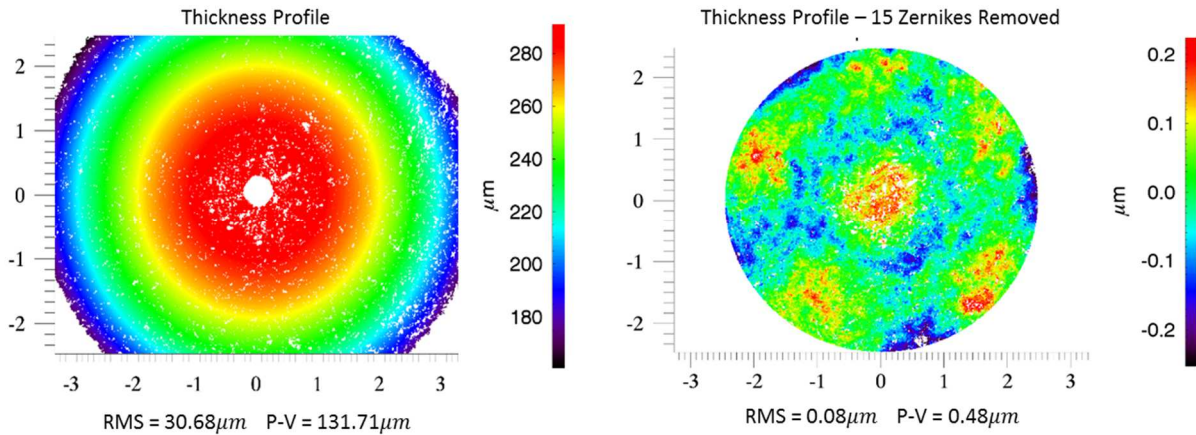 Thickness Profile
2
1
0
-1
-2
-3 -2 -1 0 1 2 3
280
260
240
220
200
180
μm
RMS = 30.68μm P-V = 131.71μm
Thickness Profile – 15 Zernikes Removed
2
1
0
-1
-2
-3 -2 -1 0 1 2 3
0.2
0.1
0.0
-0.1
-0.2
μm
RMS = 0.08μm P-V = 0.48μm